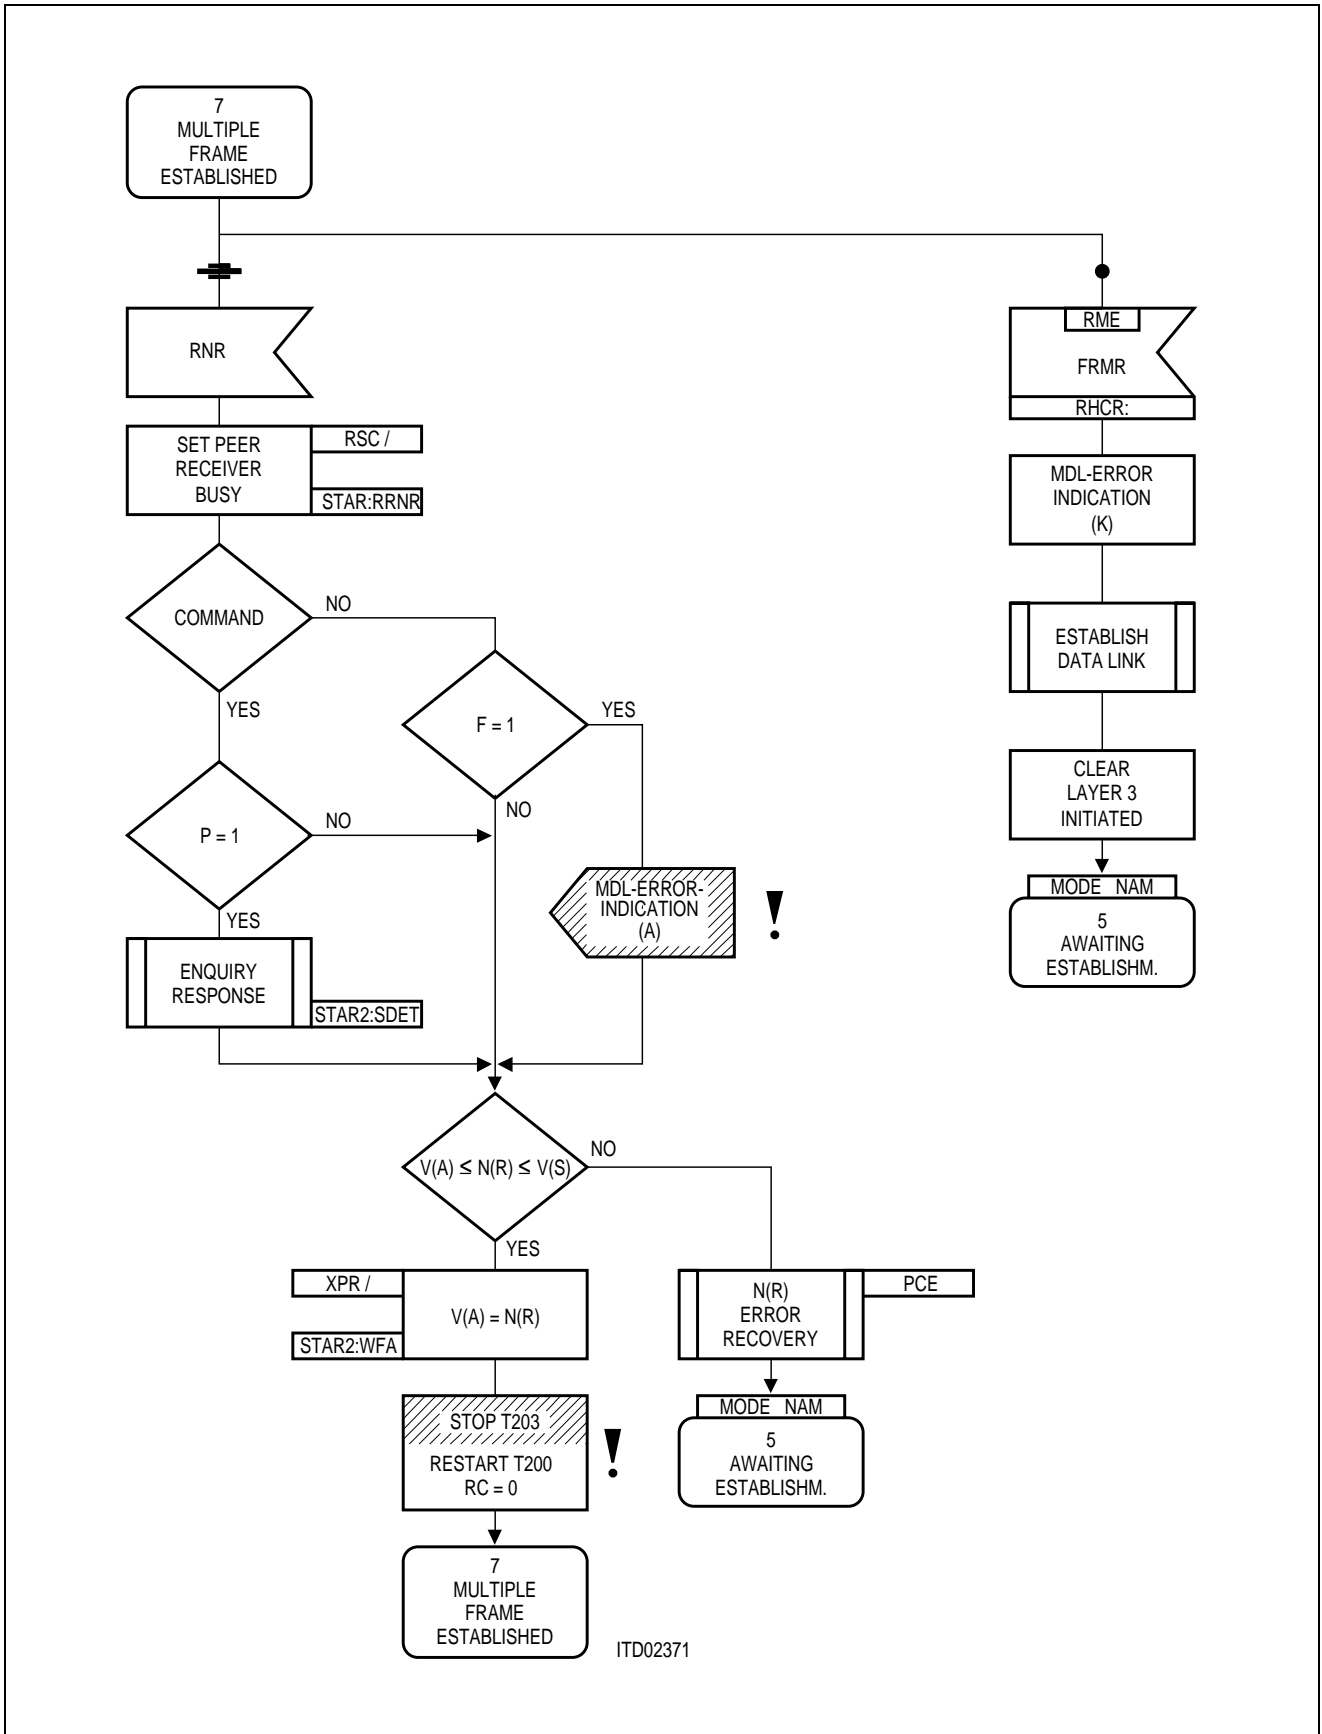 7
MULTIPLE
FRAME
ESTABLISHED
RNR
RME
FRMR
RHCR:
SET PEER
RECEIVER
BUSY
RSC /
STAR:RRNR
MDL-ERROR
INDICATION
(K)
COMMAND
NO
YES
F = 1
YES
NO
ESTABLISH
DATA LINK
P = 1
NO
YES
CLEAR
LAYER 3
INITIATED
MDL-ERROR-
INDICATION
(A)
!
MODE NAM
5
AWAITING
ESTABLISHM.
ENQUIRY
RESPONSE
STAR2:SDET
V(A) ≤ N(R) ≤ V(S)
NO
YES
XPR /
STAR2:WFA
V(A) = N(R)
N(R)
ERROR
RECOVERY
PCE
STOP T203
RESTART T200
RC = 0
!
MODE NAM
5
AWAITING
ESTABLISHM.
7
MULTIPLE
FRAME
ESTABLISHED
ITD02371